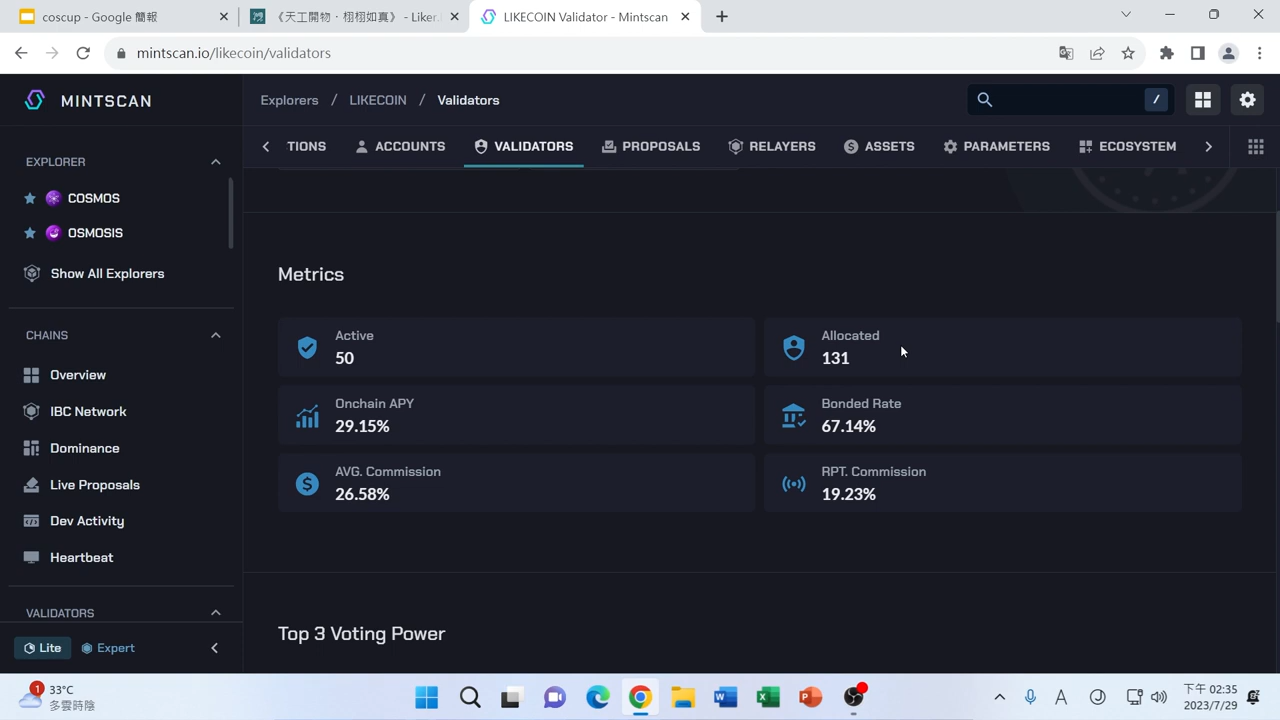 coscup - Google 簡報
《天工開物 · 栩栩如真》 - Liker.
LIKECOIN Validator - Mintscan
mintscan.io/likecoin/validators
MINTSCAN
Explorers / LIKECOIN / Validators
/
TIONS
ACCOUNTS
VALIDATORS
PROPOSALS
RELAYERS
ASSETS
PARAMETERS
ECOSYSTEM
EXPLORER
COSMOS
OSMOSIS
Show All Explorers
CHAINS
Overview
IBC Network
Dominance
Live Proposals
Dev Activity
Heartbeat
VALIDATORS
Lite
Expert
Metrics
Active
50
Allocated
131
Onchain APY
29.15%
Bonded Rate
67.14%
AVG. Commission
26.58%
RPT. Commission
19.23%
Top 3 Voting Power
1
33°C
多雲時陰
A
下午 02:35
2023/7/29